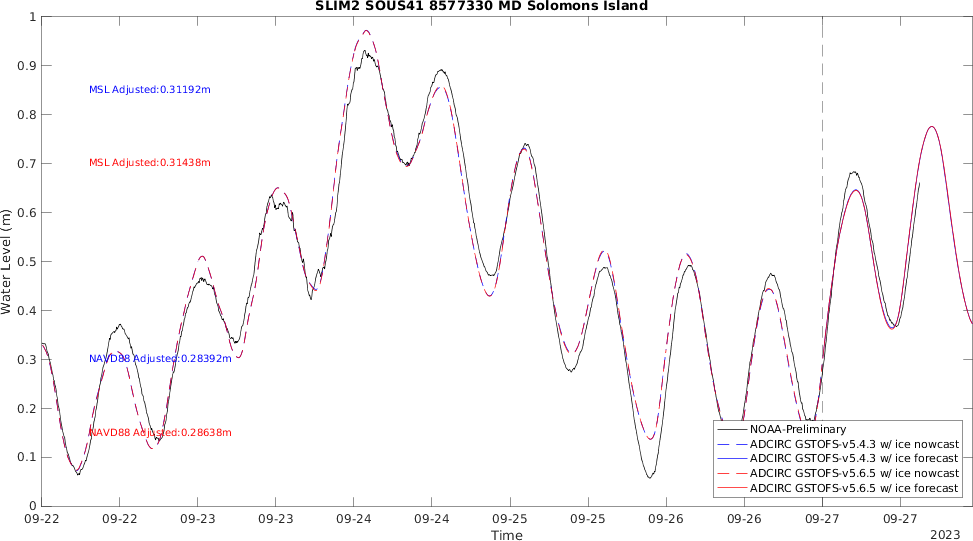 SLIM2 SOUS41 8577330 MD Solomons Island
1
0.9
0.8
0.7
0.6
0.5
0.4
0.3
0.2
0.1
0
Water Level (m)
MSL Adjusted:0.31192m
MSL Adjusted:0.31438m
NAVD88 Adjusted:0.28392m
NAVD88 Adjusted:0.28638m
NOAA-Preliminary
ADCIRC GSTOFS-v5.4.3 w/ ice nowcast
ADCIRC GSTOFS-v5.4.3 w/ ice forecast
ADCIRC GSTOFS-v5.6.5 w/ ice nowcast
ADCIRC GSTOFS-v5.6.5 w/ ice forecast
09-22 09-22 09-23 09-23 09-24 09-24 09-25 09-25 09-26 09-26 09-27 09-27
Time
2023